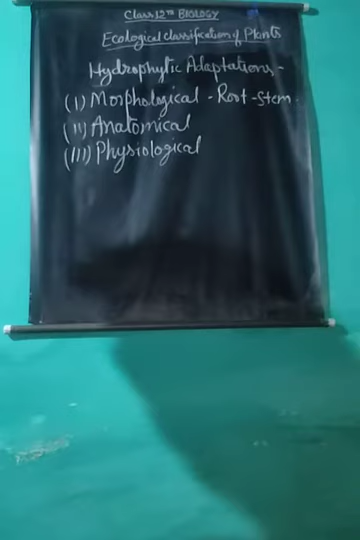 Class 12TH BIOLOGY
Ecological classification of Plants
Hydrophytic Adaptations -
(I) Morphological - Root - Stem -
(II) Anatomical
(III) Physiological